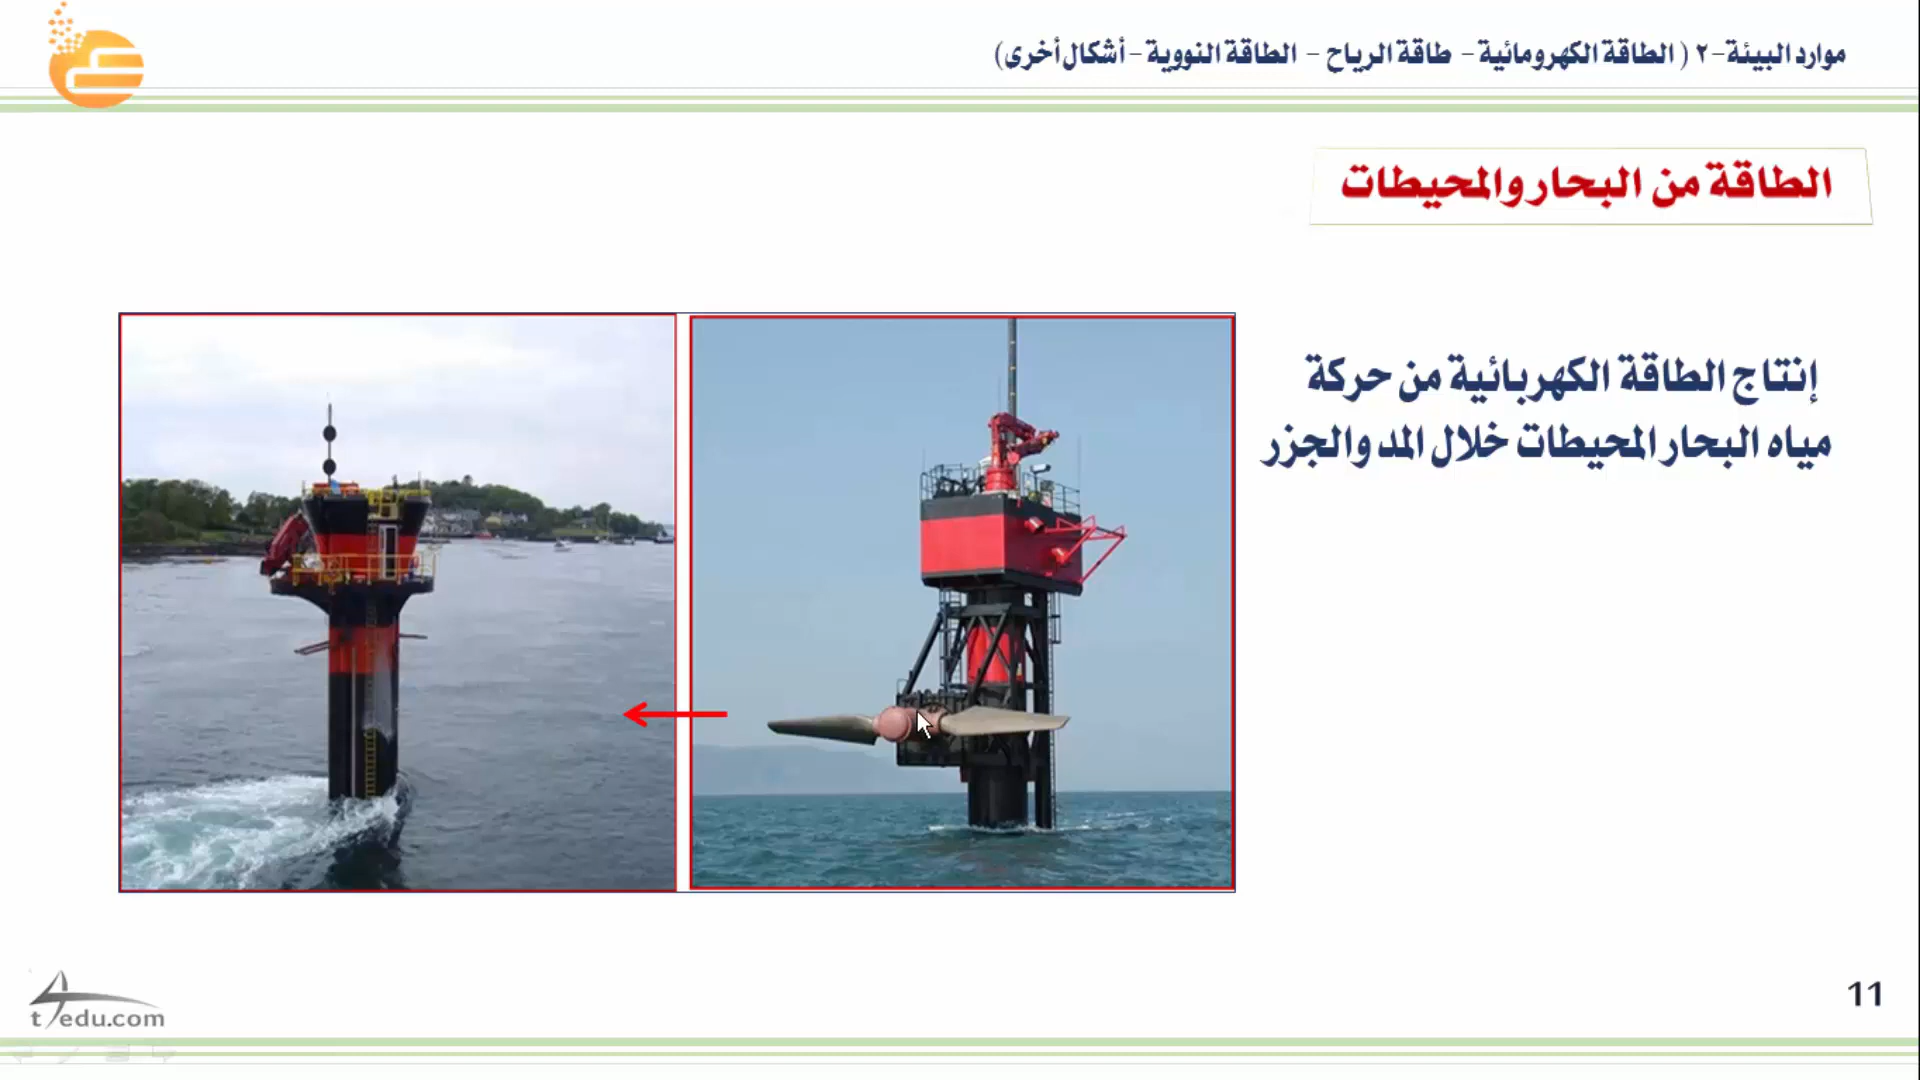 موارد البيئة-٢ ( الطاقة الكهرومائية- طاقة الرياح - الطاقة النووية - أشكال أخرى)
الطاقة من البحار والمحيطات
إنتاج الطاقة الكهربائية من حركة
مياه البحار المحيطات خلال المد والجزر
t edu.com
11